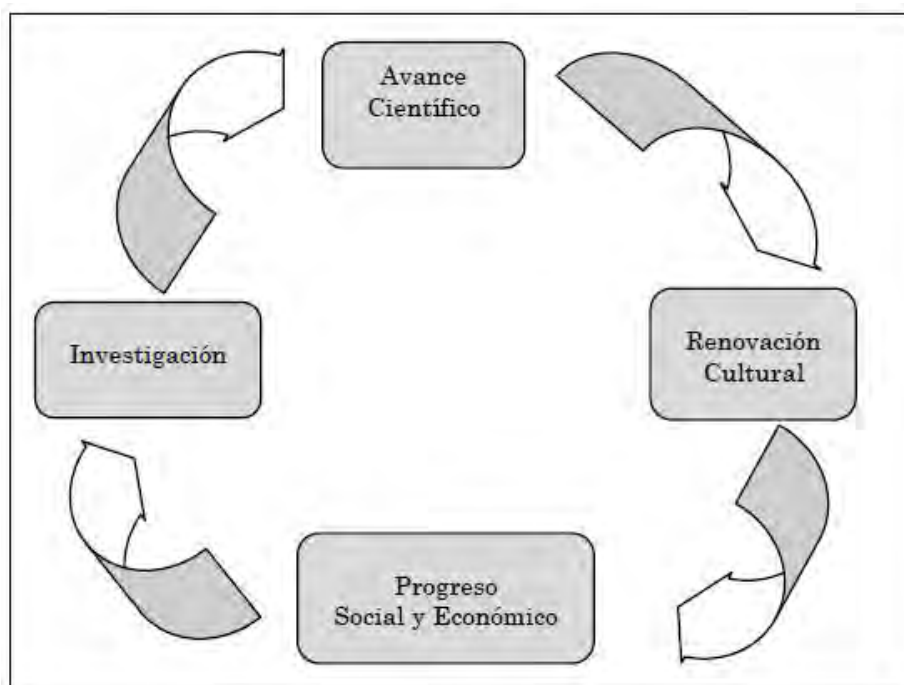 Avance
Científico
Investigación
Renovación
Cultural
Progreso
Social y Económico